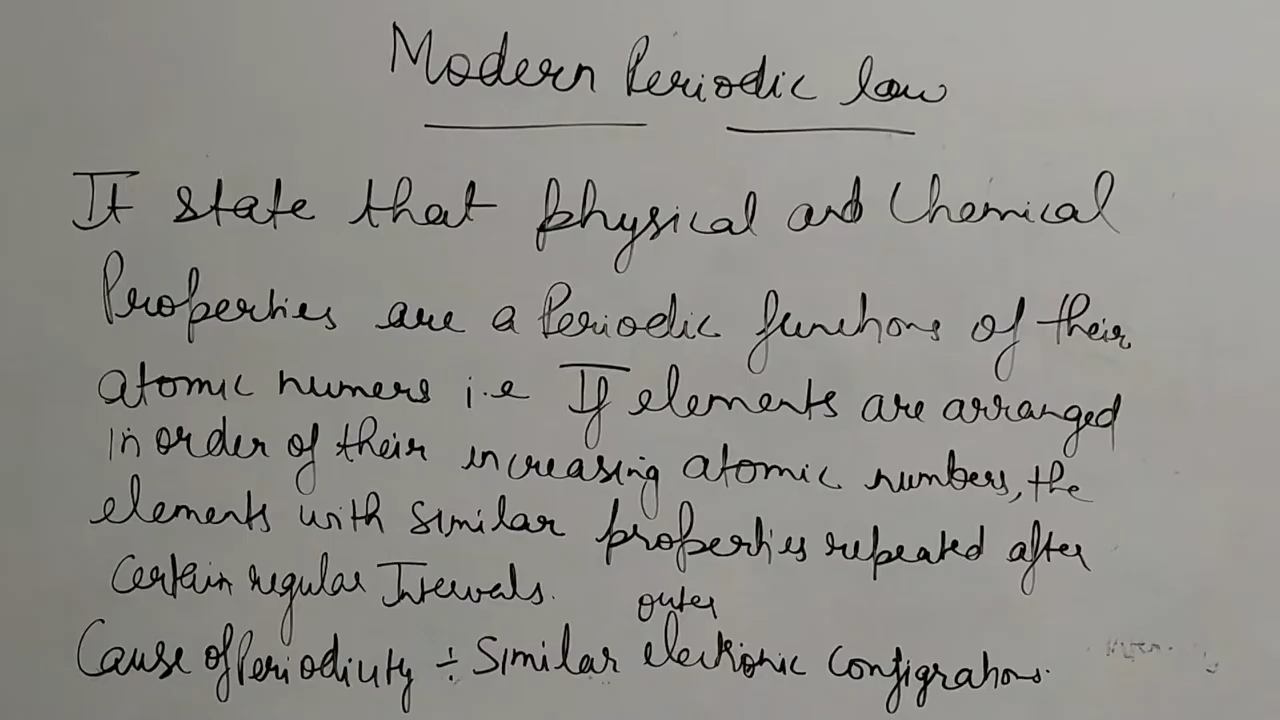 Modern Periodic law
It state that physical and Chemical
Properties are a Periodic functions of their
atomic numers i.e If elements are arranged
in order of their increasing atomic numbers, the
elements with similar properties repeated after
Certain regular Intervals.
outer
Cause of Periodicity ÷ Similar electronic Configrations.